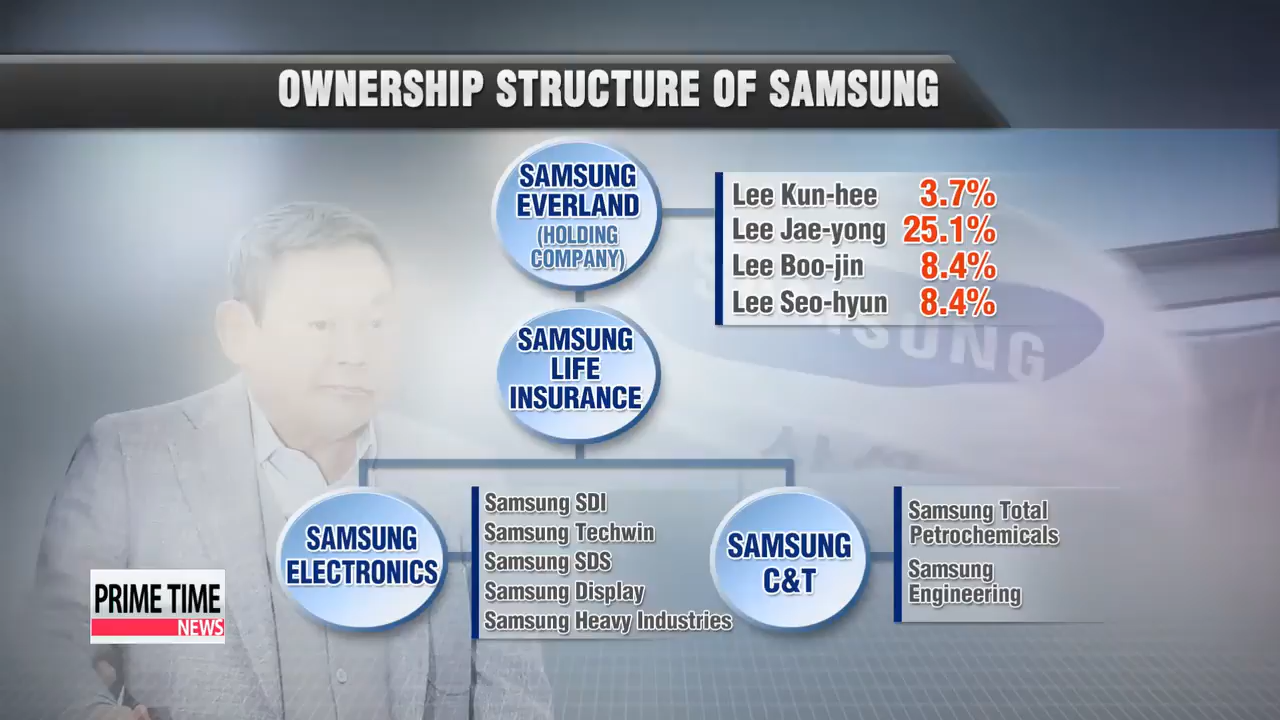 OWNERSHIP STRUCTURE OF SAMSUNG
SAMSUNG
EVERLAND
(HOLDING
COMPANY)
Lee Kun-hee 3.7%
Lee Jae-yong 25.1%
Lee Boo-jin 8.4%
Lee Seo-hyun 8.4%
SAMSUNG
SAMSUNG
LIFE
INSURANCE
SAMSUNG
ELECTRONICS
Samsung SDI
Samsung Techwin
Samsung SDS
Samsung Display
Samsung Heavy Industries
SAMSUNG
C&T
Samsung Total
Petrochemicals
Samsung
Engineering
PRIME TIME
NEWS